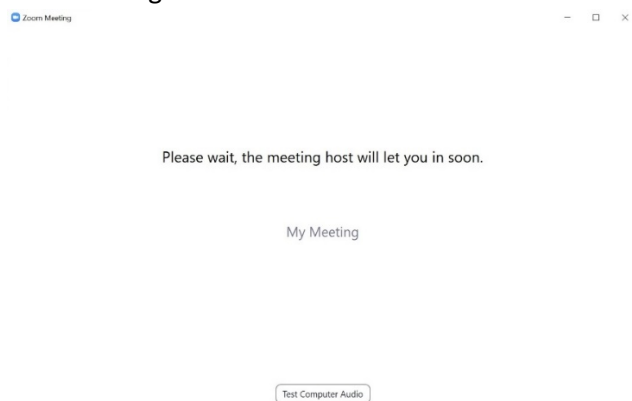 Zoom Meeting
Please wait, the meeting host will let you in soon.
My Meeting
Test Computer Audio